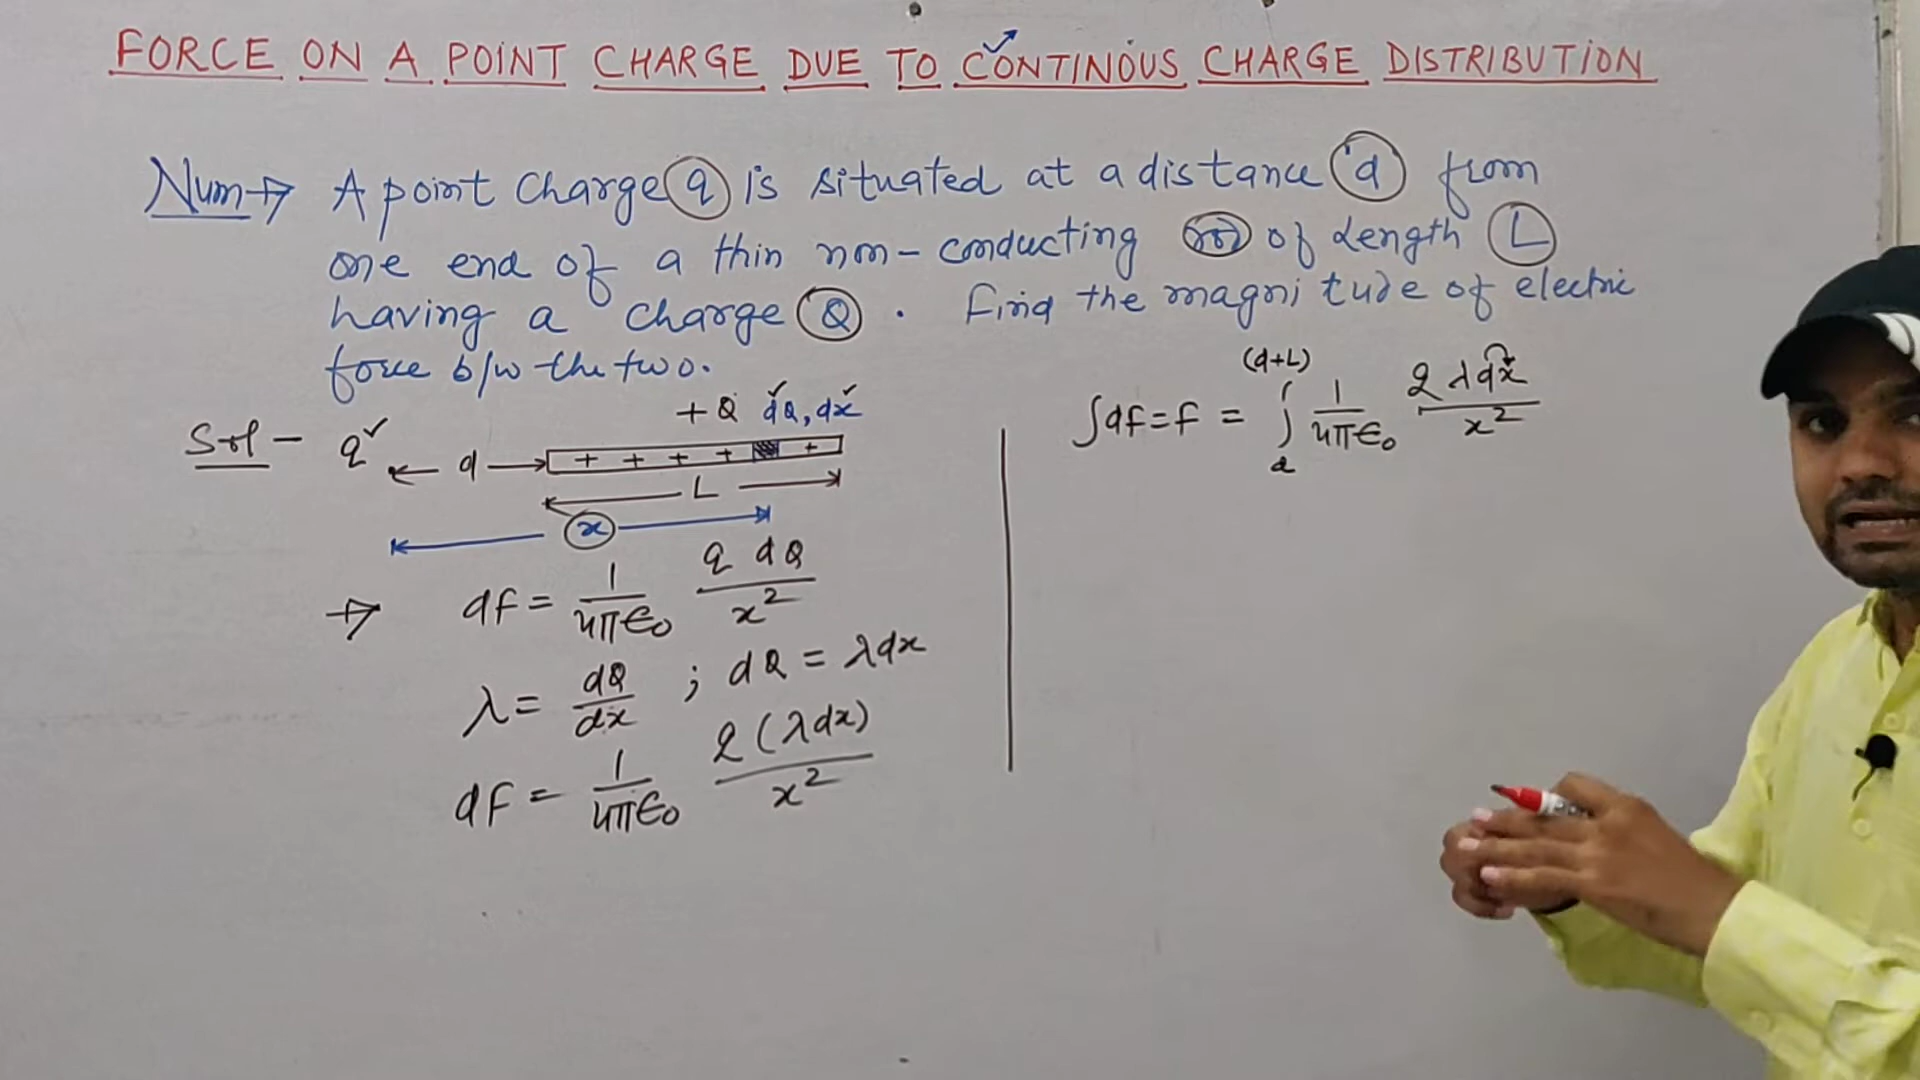 FORCE ON A POINT CHARGE DUE TO CONTINOUS CHARGE DISTRIBUTION
Num→ A point charge q is situated at a distance 'd' from
one end of a thin non-conducting rod of length L
having a charge Q. Find the magnitude of electric
force b/w the two.
Sol- q ✓ ← d → + + + + +
+Q dQ, dx
L
x
→ dF = 1/4πϵ₀ q dQ/x²
λ = dQ/dx ; dQ = λdx
dF = 1/4πϵ₀ q(λdx)/x²
∫dF = F = ∫ d (d+L) 1/4πϵ₀ q λdx/x²